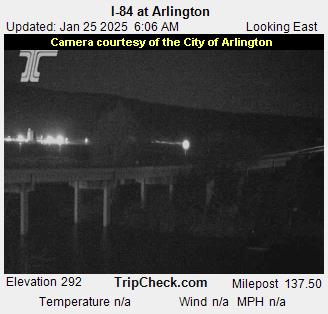 I-84 at Arlington
Updated: Jan 25 2025 6:06 AM Looking East
Camera courtesy of the City of Arlington
Elevation 292 TripCheck.com Milepost 137.50
Temperature n/a Wind n/a MPH n/a